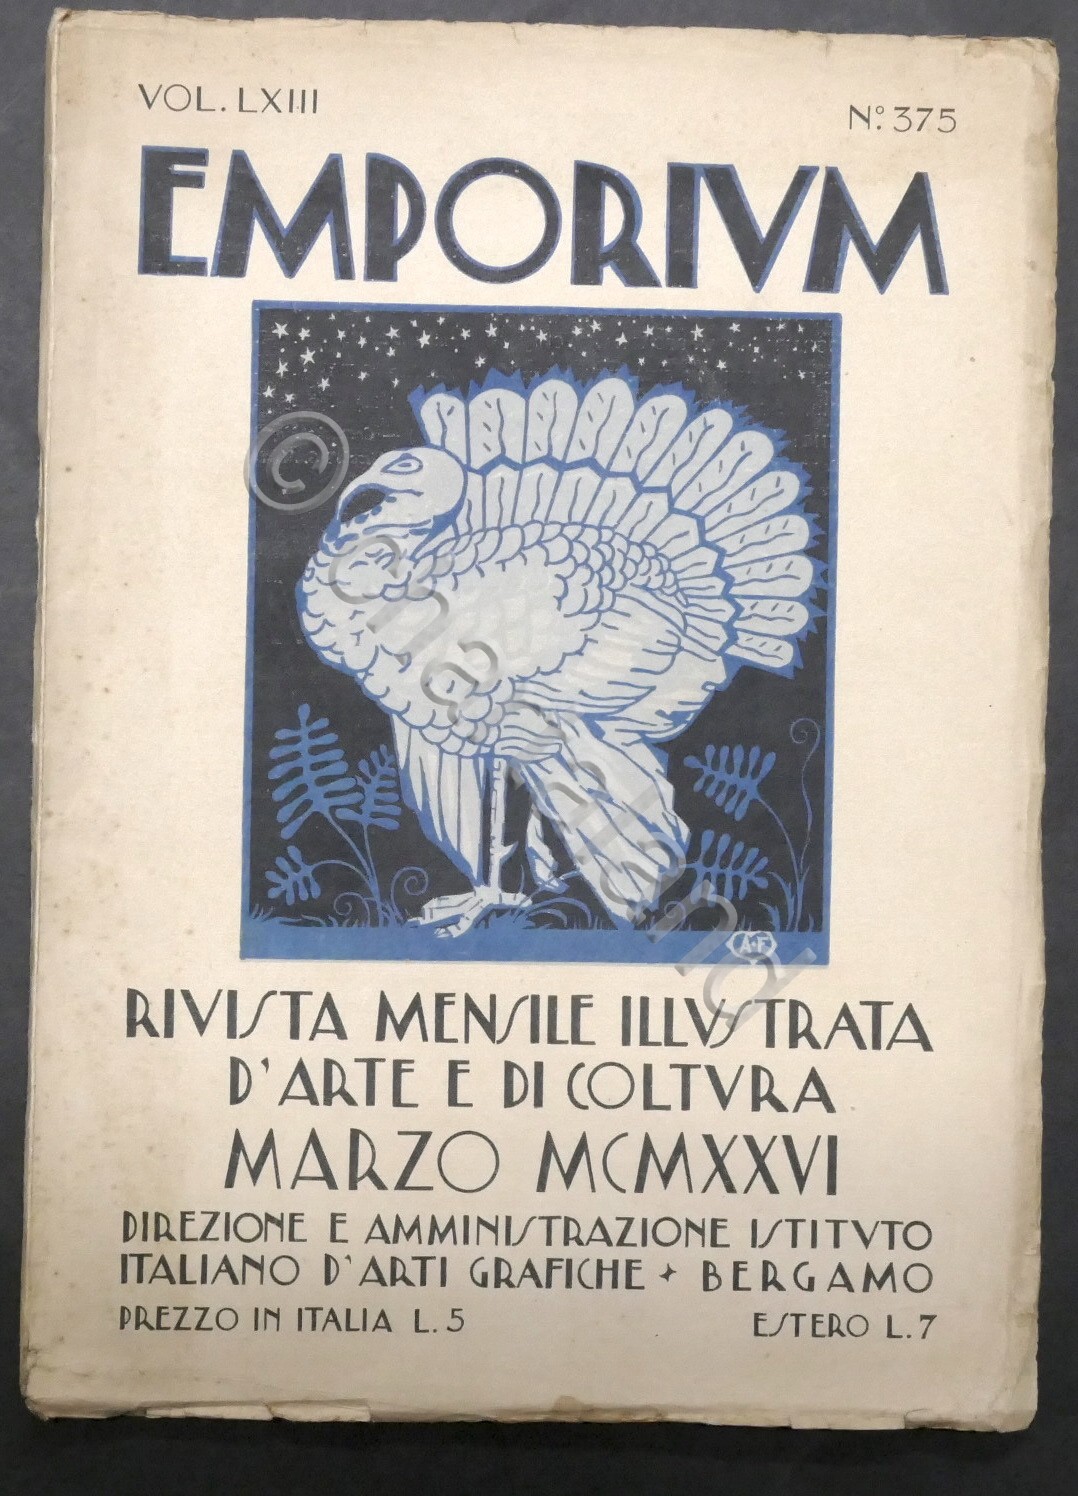 VOL. LXIII
N.º 375
EMPORIVM
A·F
RIVISTA MENSILE ILLVSTRATA
D'ARTE E DI COLTVRA
MARZO MCMXXVI
DIREZIONE E AMMINISTRAZIONE ISTITVTO
ITALIANO D'ARTI GRAFICHE ✦ BERGAMO
PREZZO IN ITALIA L. 5
ESTERO L. 7